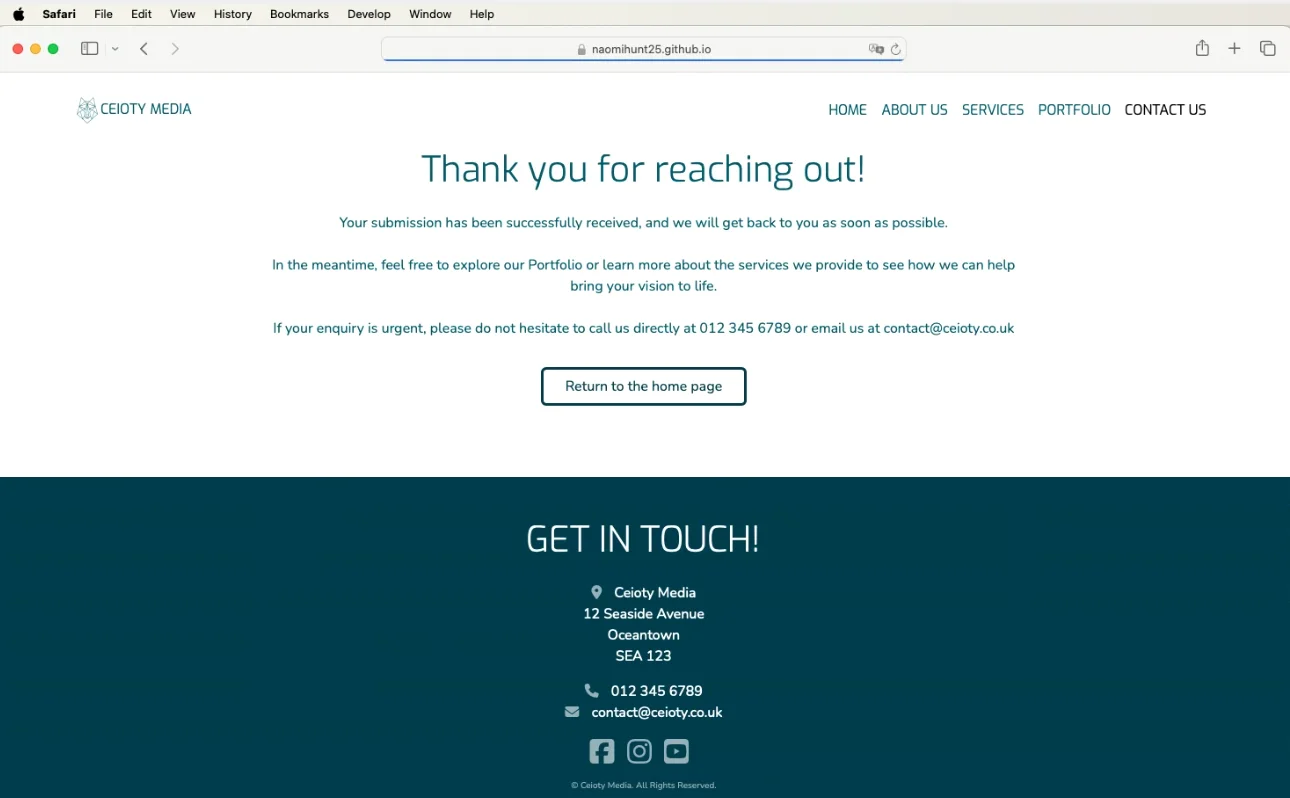 Safari File Edit View History Bookmarks Develop Window Help
naomihunt25.github.io
CEIOTY MEDIA
HOME ABOUT US SERVICES PORTFOLIO CONTACT US
Thank you for reaching out!
Your submission has been successfully received, and we will get back to you as soon as possible.
In the meantime, feel free to explore our Portfolio or learn more about the services we provide to see how we can help
bring your vision to life.
If your enquiry is urgent, please do not hesitate to call us directly at 012 345 6789 or email us at contact@ceioty.co.uk
Return to the home page
GET IN TOUCH!
Ceioty Media
12 Seaside Avenue
Oceantown
SEA 123
012 345 6789
contact@ceioty.co.uk
© Ceioty Media. All Rights Reserved.